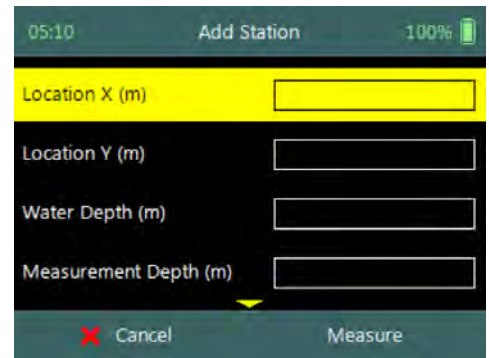 05:10 Add Station 100%
Location X (m)
Location Y (m)
Water Depth (m)
Measurement Depth (m)
Cancel Measure